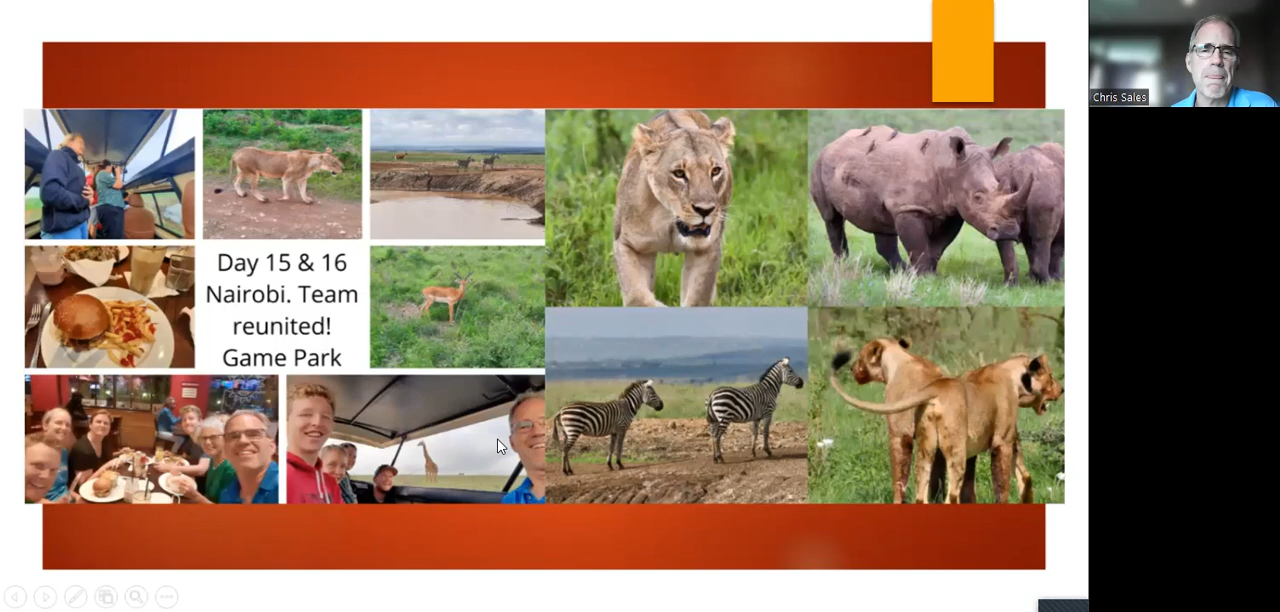 Day 15 & 16
Nairobi. Team
reunited!
Game Park
Chris Sales